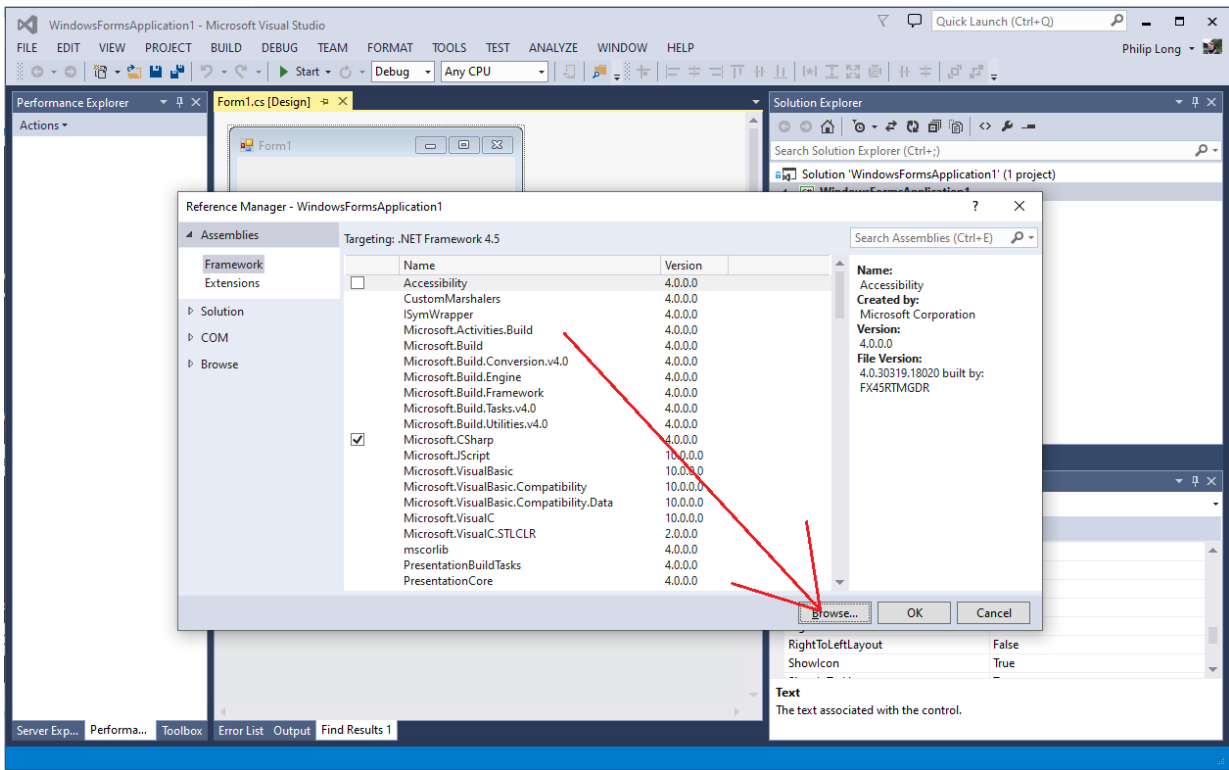 WindowsFormsApplication1 - Microsoft Visual Studio
Quick Launch (Ctrl+Q)
FILE EDIT VIEW PROJECT BUILD DEBUG TEAM FORMAT TOOLS TEST ANALYZE WINDOW HELP
Philip Long
Start Debug Any CPU
Performance Explorer
Form1.cs [Design]
Solution Explorer
Actions
Form1
Search Solution Explorer (Ctrl+;)
Solution 'WindowsFormsApplication1' (1 project)
WindowsFormsApplication1
Reference Manager - WindowsFormsApplication1
? 
Assemblies
Framework
Extensions
Solution
COM
Browse
Targeting: .NET Framework 4.5
Search Assemblies (Ctrl+E)
Name Version
Accessibility 4.0.0.0
CustomMarshalers 4.0.0.0
ISymWrapper 4.0.0.0
Microsoft.Activities.Build 4.0.0.0
Microsoft.Build 4.0.0.0
Microsoft.Build.Conversion.v4.0 4.0.0.0
Microsoft.Build.Engine 4.0.0.0
Microsoft.Build.Framework 4.0.0.0
Microsoft.Build.Tasks.v4.0 4.0.0.0
Microsoft.Build.Utilities.v4.0 4.0.0.0
Microsoft.CSharp 4.0.0.0
Microsoft.JScript 10.0.0.0
Microsoft.VisualBasic 10.0.0.0
Microsoft.VisualBasic.Compatibility 10.0.0.0
Microsoft.VisualBasic.Compatibility.Data 10.0.0.0
Microsoft.VisualC 10.0.0.0
Microsoft.VisualC.STLCLR 2.0.0.0
mscorlib 4.0.0.0
PresentationBuildTasks 4.0.0.0
PresentationCore 4.0.0.0
Name:
Accessibility
Created by:
Microsoft Corporation
Version:
4.0.0.0
File Version:
4.0.30319.18020 built by:
FX45RTMGDR
Browse... OK Cancel
RightToLeftLayout False
ShowIcon True
Text
The text associated with the control.
Server Exp... Performa... Toolbox
Error List Output Find Results 1